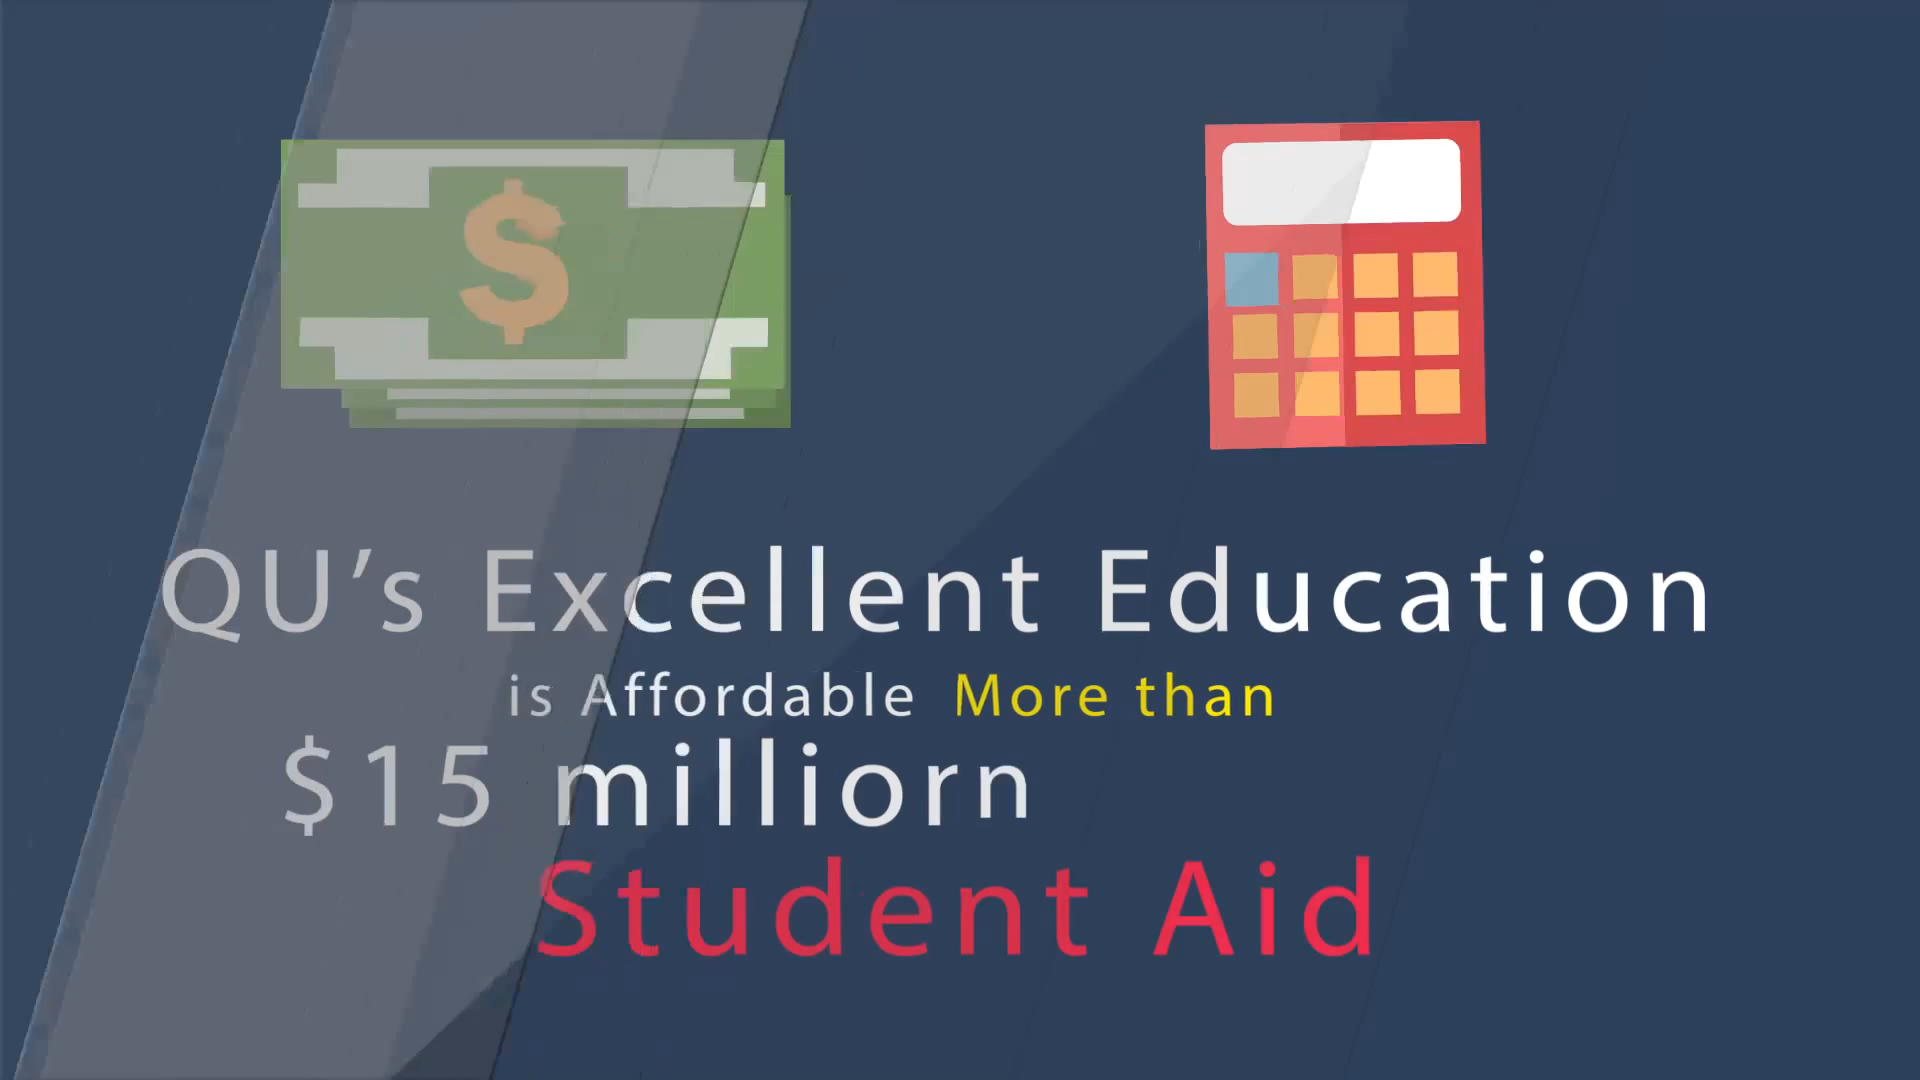 QU's Excellent Education
is Affordable More than
$15 milliorn
Student Aid